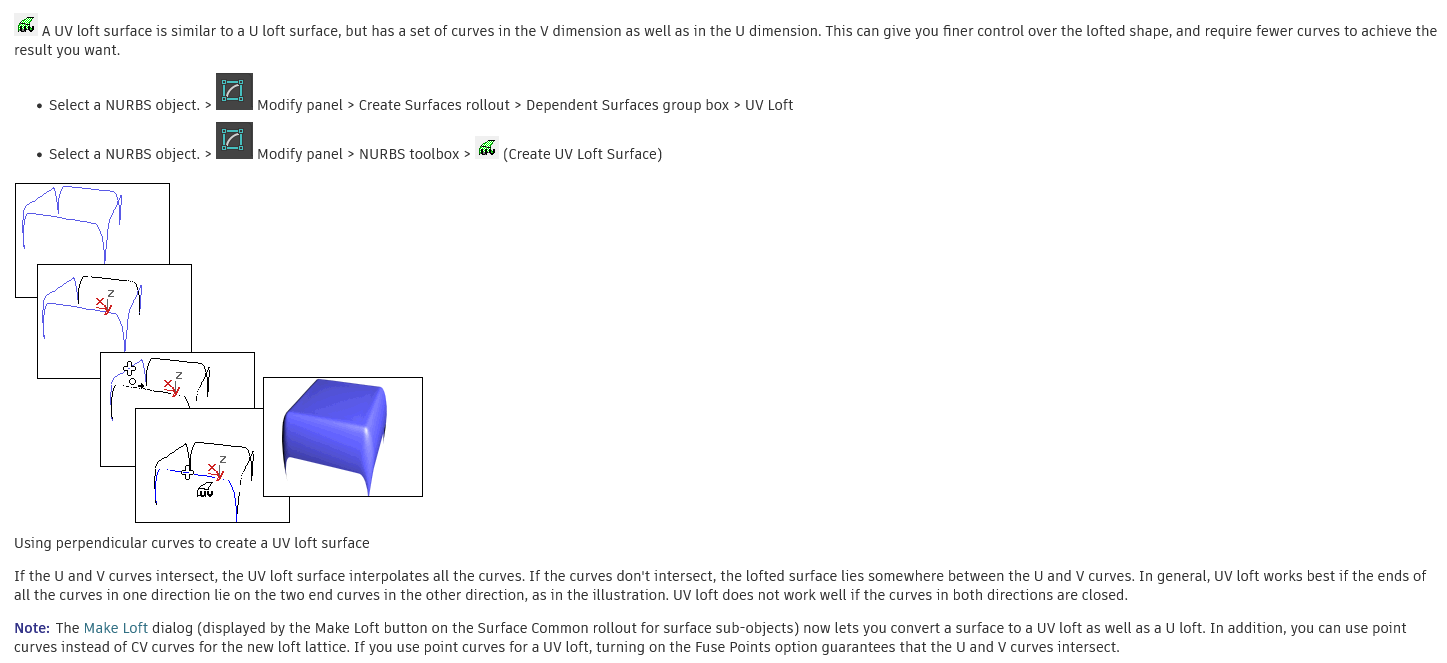 A UV loft surface is similar to a U loft surface, but has a set of curves in the V dimension as well as in the U dimension. This can give you finer control over the lofted shape, and require fewer curves to achieve the
result you want.
• Select a NURBS object. > Modify panel > Create Surfaces rollout > Dependent Surfaces group box > UV Loft
• Select a NURBS object. > Modify panel > NURBS toolbox > (Create UV Loft Surface)
z
x
y
z
x
y
z
x
y
uv
Using perpendicular curves to create a UV loft surface
If the U and V curves intersect, the UV loft surface interpolates all the curves. If the curves don't intersect, the lofted surface lies somewhere between the U and V curves. In general, UV loft works best if the ends of
all the curves in one direction lie on the two end curves in the other direction, as in the illustration. UV loft does not work well if the curves in both directions are closed.
Note: The Make Loft dialog (displayed by the Make Loft button on the Surface Common rollout for surface sub-objects) now lets you convert a surface to a UV loft as well as a U loft. In addition, you can use point
curves instead of CV curves for the new loft lattice. If you use point curves for a UV loft, turning on the Fuse Points option guarantees that the U and V curves intersect.